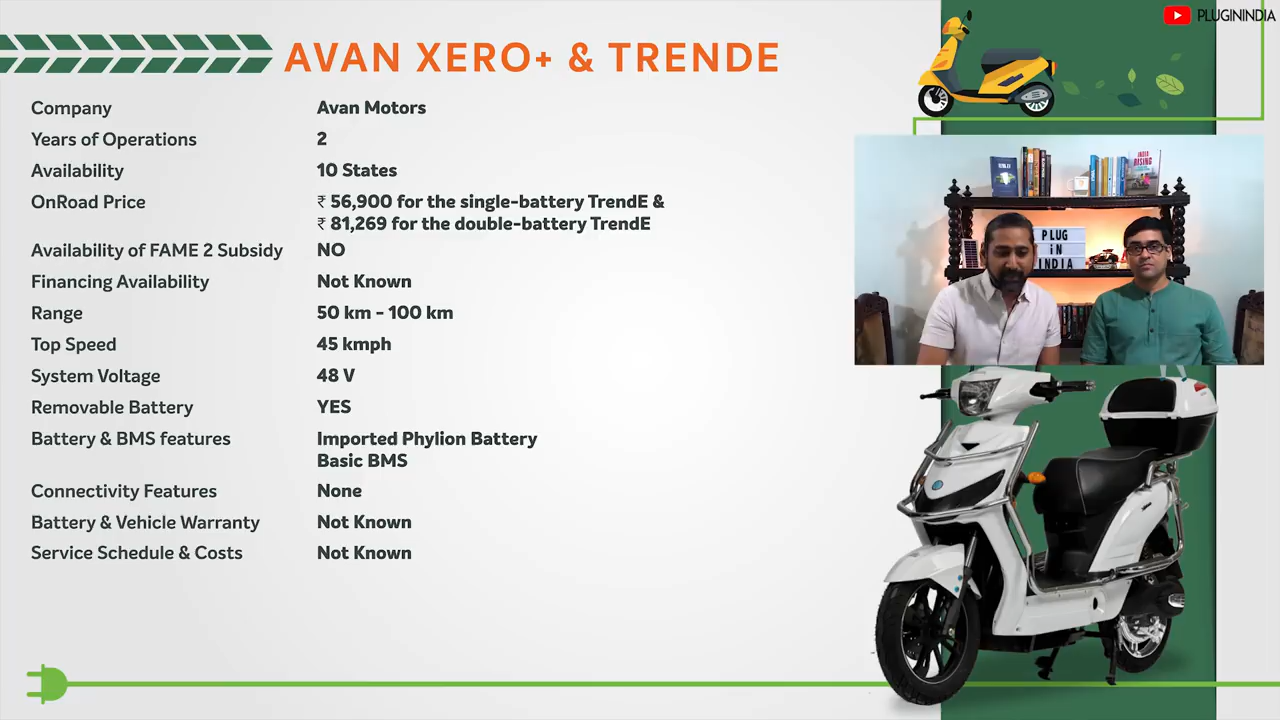 PLUGININDIA
AVAN XERO+ & TRENDE
Company Avan Motors
Years of Operations 2
Availability 10 States
OnRoad Price ₹ 56,900 for the single-battery TrendE &
₹ 81,269 for the double-battery TrendE
Availability of FAME 2 Subsidy NO
Financing Availability Not Known
Range 50 km - 100 km
Top Speed 45 kmph
System Voltage 48 V
Removable Battery YES
Battery & BMS features Imported Phylion Battery
Basic BMS
Connectivity Features None
Battery & Vehicle Warranty Not Known
Service Schedule & Costs Not Known
INDIA
RISING
PLUG
iN
INDIA